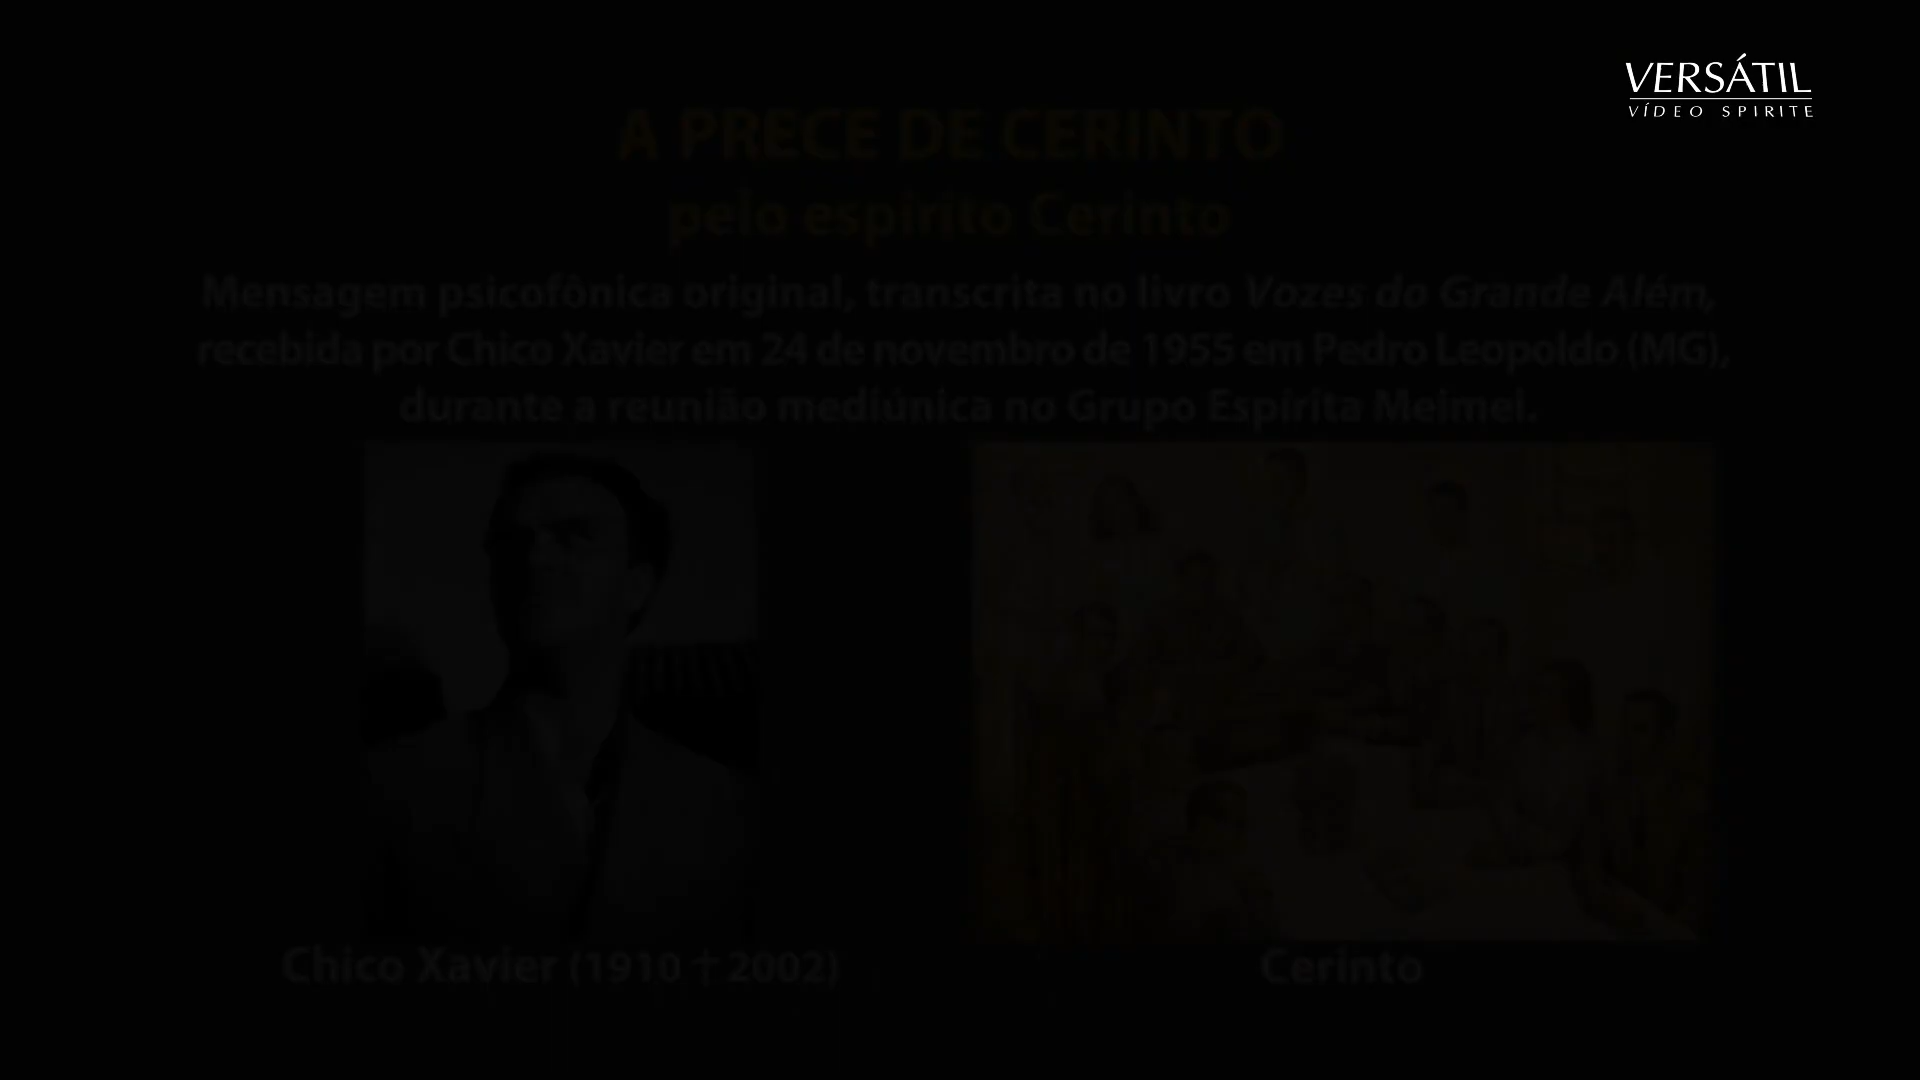 VERSÁTIL
VÍDEO SPIRITE
A PRECE DE CERINTO
pelo espírito Cerinto
Mensagem psicofônica original, transcrita no livro Vozes do Grande Além,
recebida por Chico Xavier em 24 de novembro de 1955 em Pedro Leopoldo (MG),
durante a reunião mediúnica no Grupo Espírita Meimei.
Chico Xavier (1910 † 2002)
Cerinto